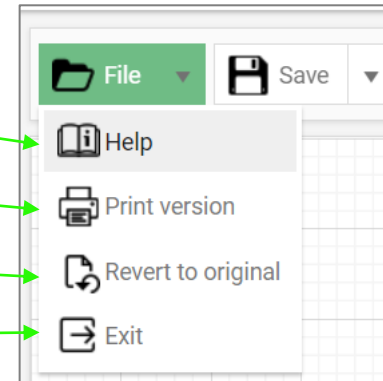 File Save
Help
Print version
Revert to original
Exit